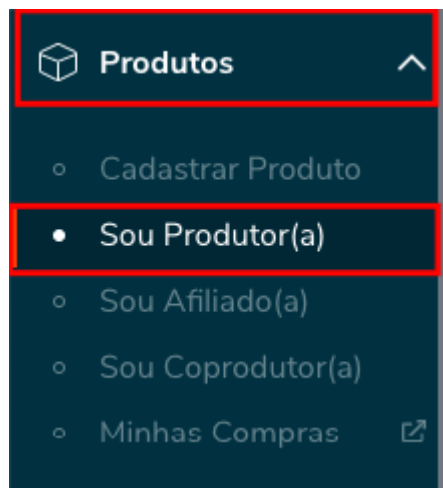 Produtos
Cadastrar Produto
Sou Produtor(a)
Sou Afiliado(a)
Sou Coprodutor(a)
Minhas Compras